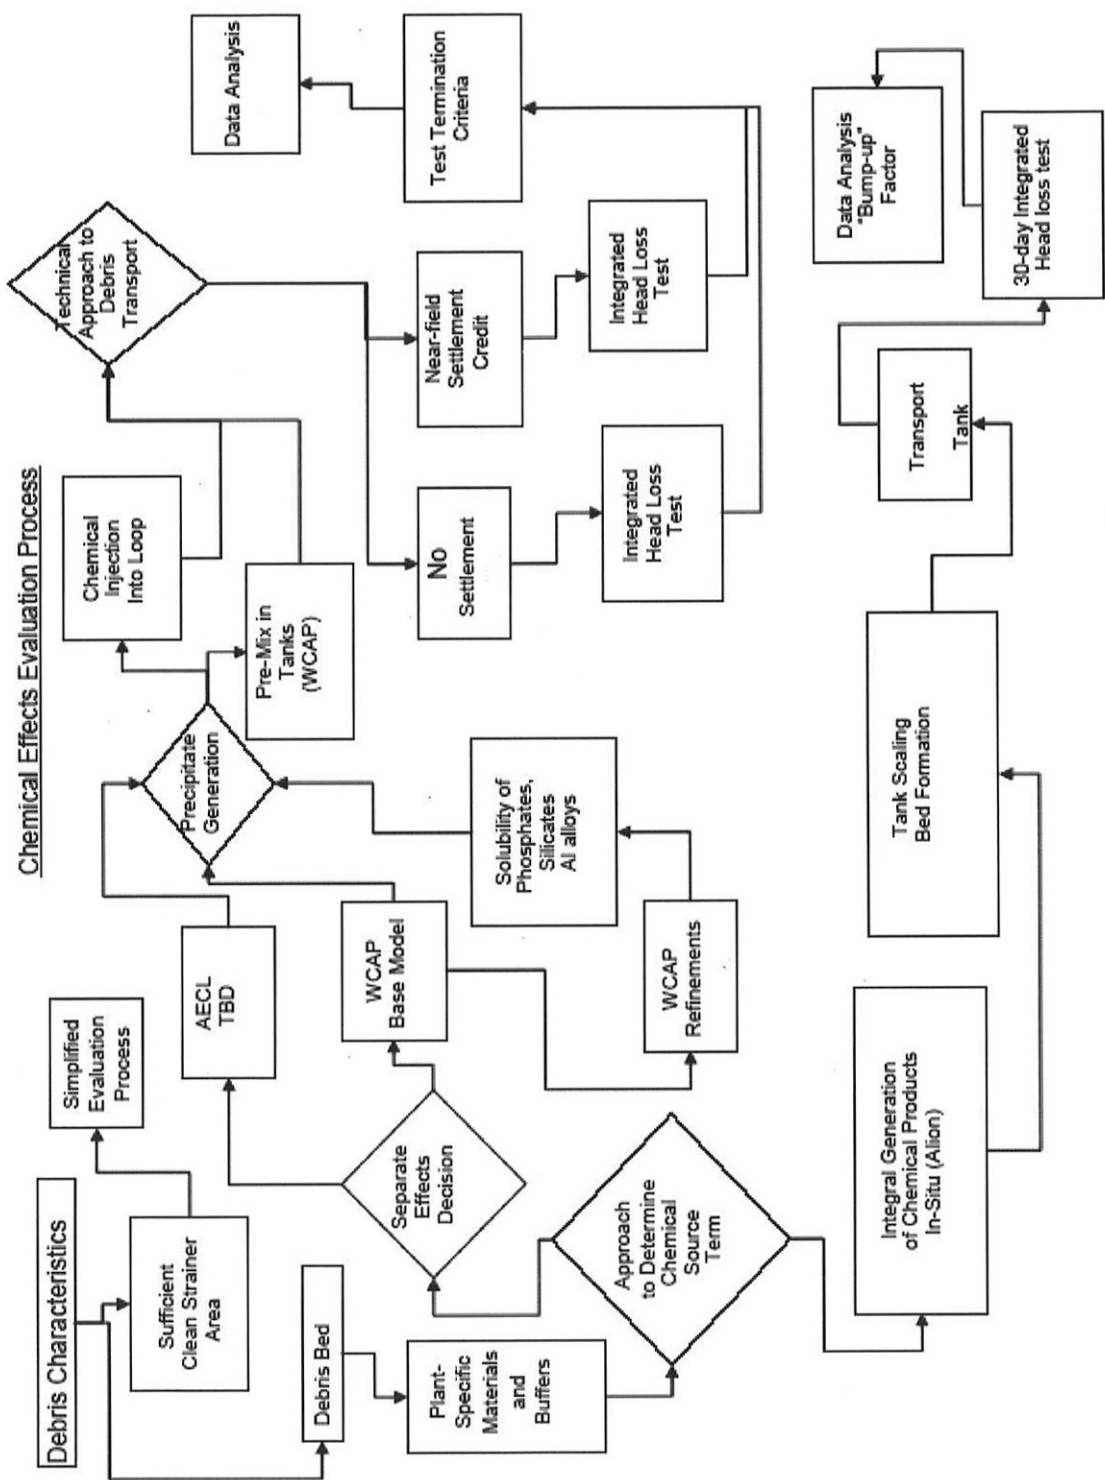 Chemical Effects Evaluation Process
Debris Characteristics
Sufficient
Clean Strainer
Area
Simplified
Evaluation
Process
Debris Bed
Plant-
Specific
Materials
and
Buffers
Approach
to Determine
Chemical
Source
Term
Separate
Effects
Decision
AECL
TBD
WCAP
Base Model
WCAP
Refinements
Solubility of
Phosphates,
Silicates
Al alloys
Precipitate
Generation
Chemical
Injection
Into Loop
Pre-Mix in
Tanks
(WCAP)
Technical
Approach to
Debris
Transport
No
Settlement
Near-field
Settlement
Credit
Integrated
Head Loss
Test
Integrated
Head Loss
Test
Test Termination
Criteria
Data Analysis
Integral Generation
of Chemical Products
In-Situ (Alion)
Tank Scaling
Bed Formation
Transport
Tank
30-day Integrated
Head loss test
Data Analysis
"Bump-up"
Factor